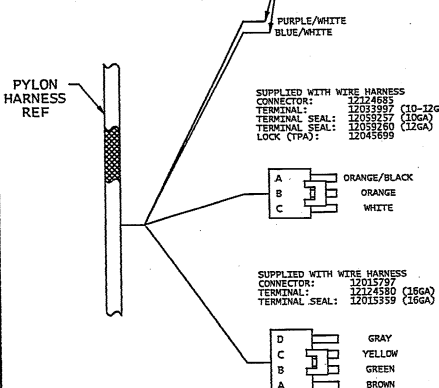 PURPLE/WHITE
BLUE/WHITE
PYLON
HARNESS
REF
SUPPLIED WITH WIRE HARNESS
CONNECTOR: 12124685
TERMINAL: 12033997 (10-12G
TERMINAL SEAL: 12059257 (10GA)
TERMINAL SEAL: 12059260 (12GA)
LOCK (TPA): 12045699
A ORANGE/BLACK
B ORANGE
C WHITE
SUPPLIED WITH WIRE HARNESS
CONNECTOR: 12015797
TERMINAL: 12124580 (16GA)
TERMINAL SEAL: 12015359 (16GA)
D GRAY
C YELLOW
B GREEN
A BROWN